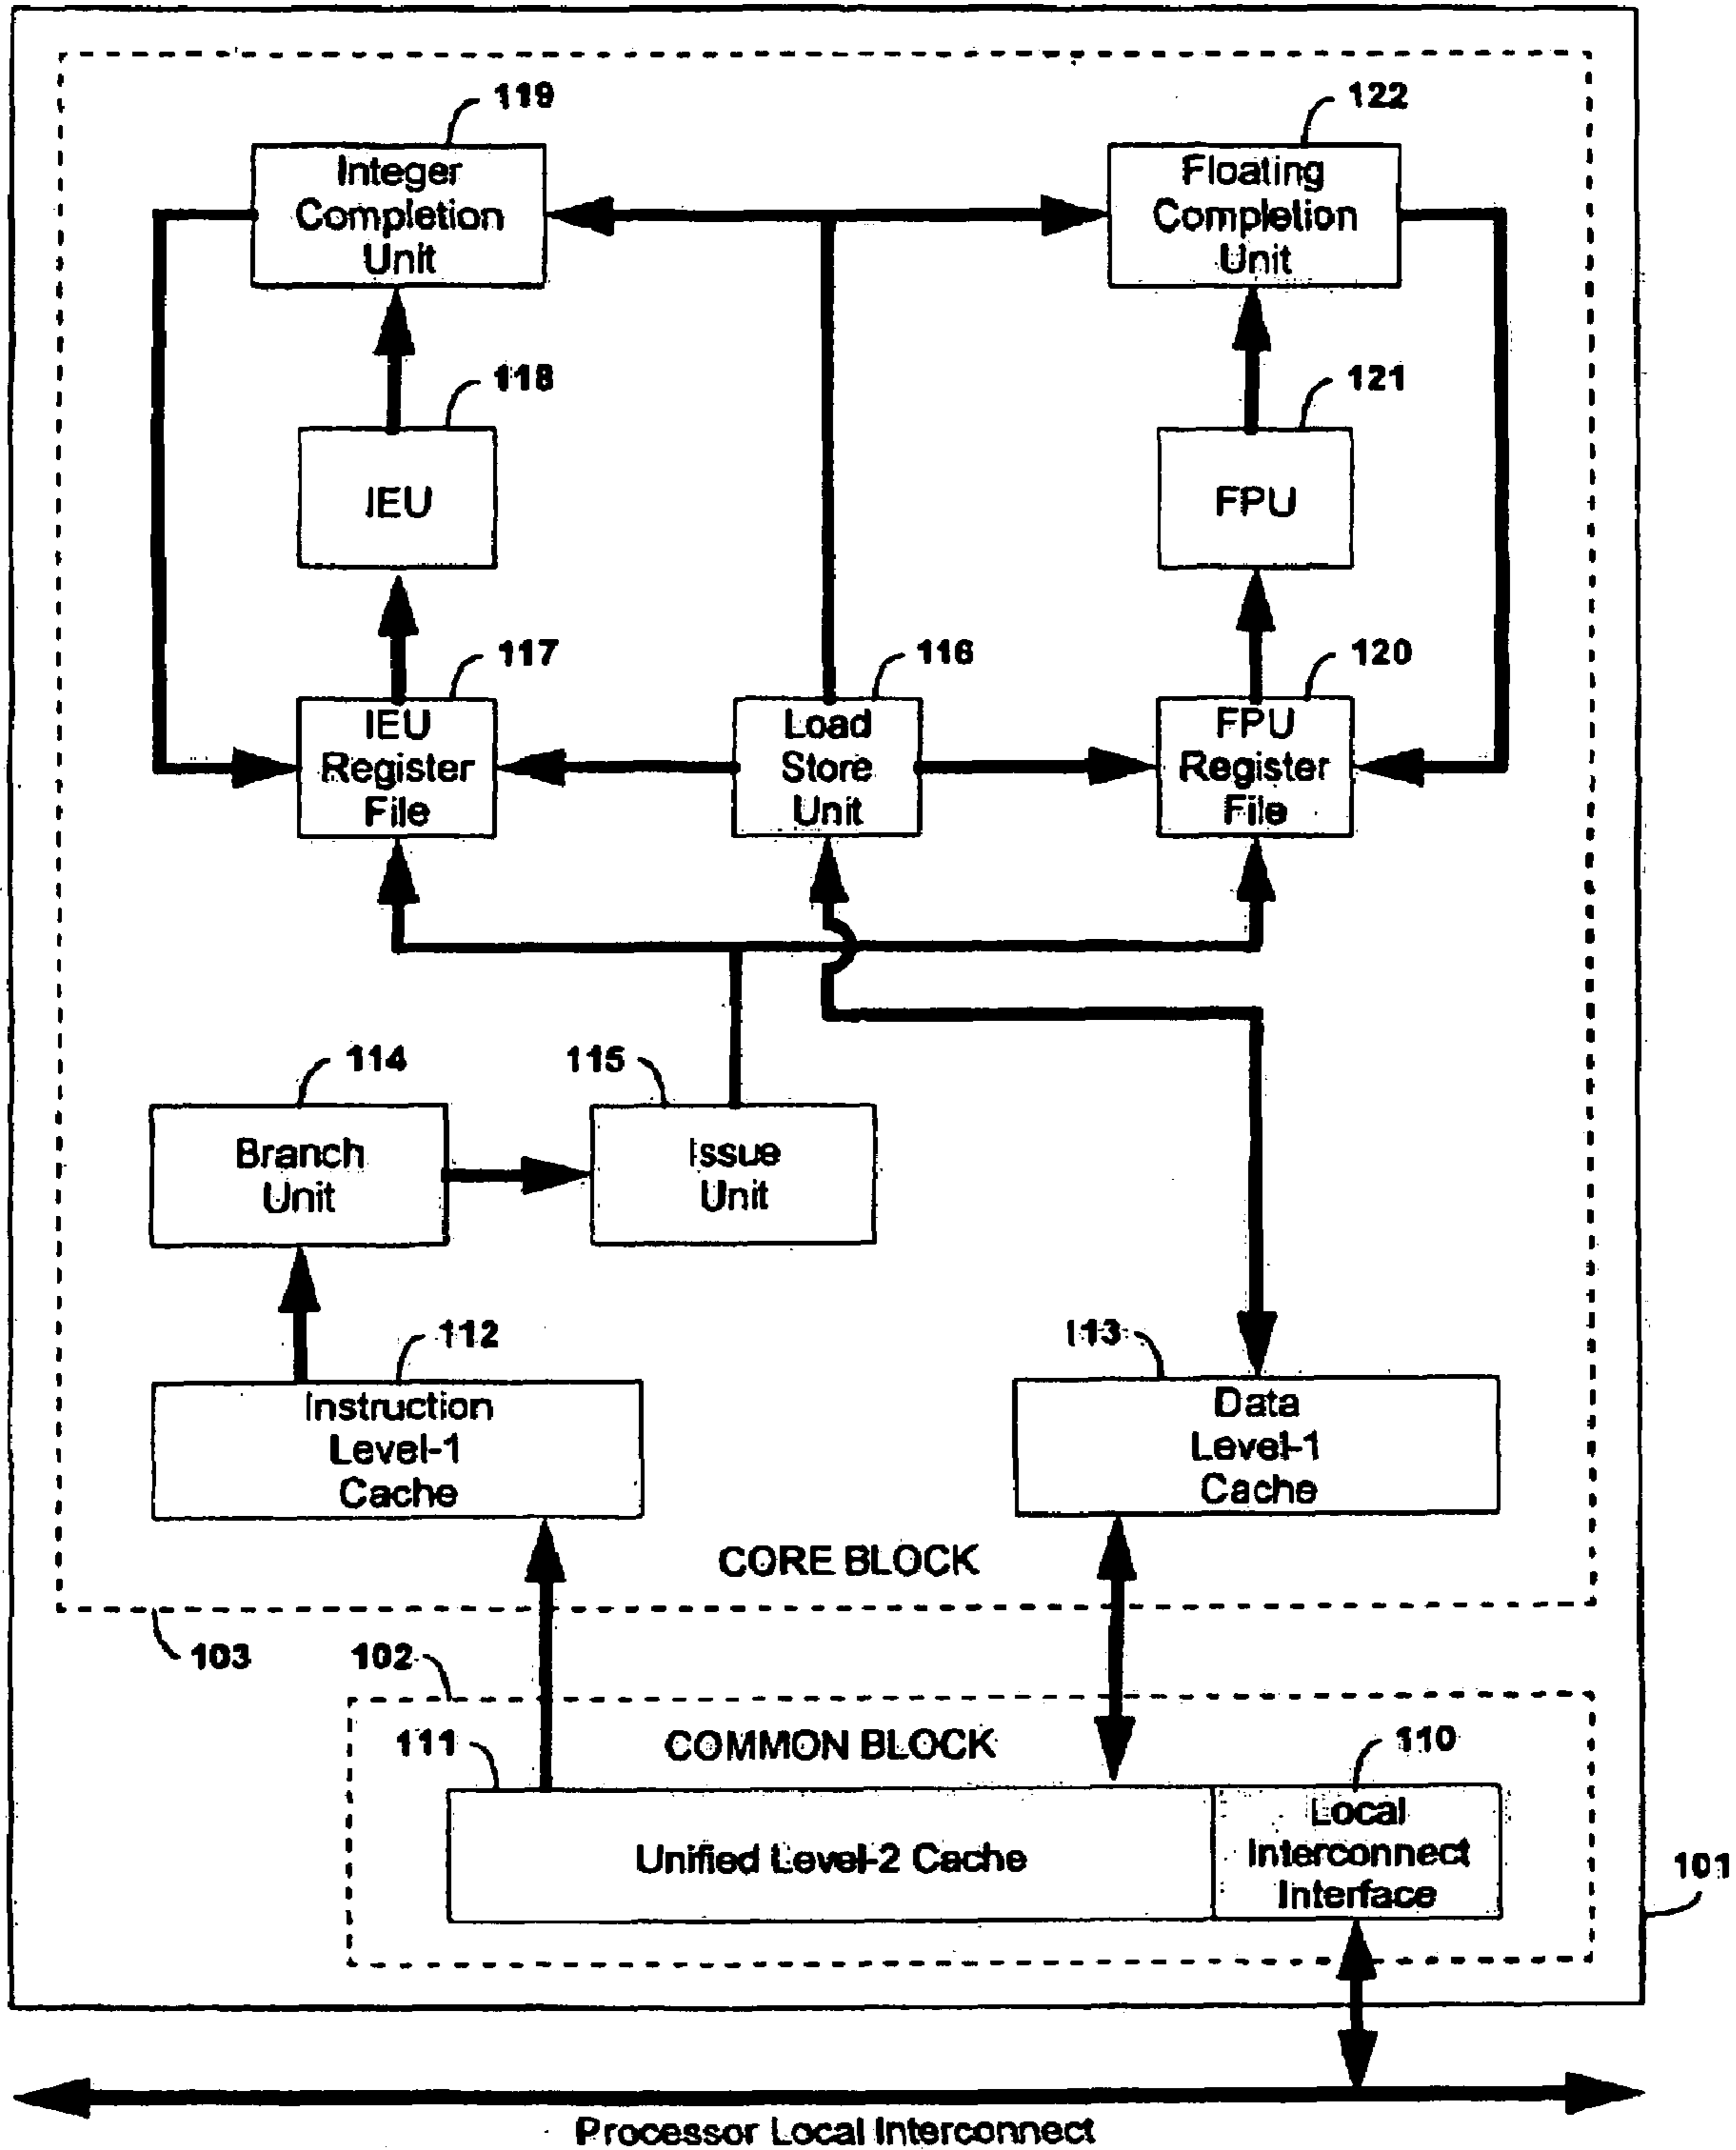 119
122
Integer
Completion
Unit
Floating
Completion
Unit
118
121
IEU
FPU
117
116
120
IEU
Register
File
Load
Store
Unit
FPU
Register
File
114
115
Branch
Unit
Issue
Unit
112
113
Instruction
Level-1
Cache
Data
Level-1
Cache
CORE BLOCK
103
102
111
COMMON BLOCK
110
Unified Level-2 Cache
Local
Interconnect
Interface
101
Processor Local Interconnect